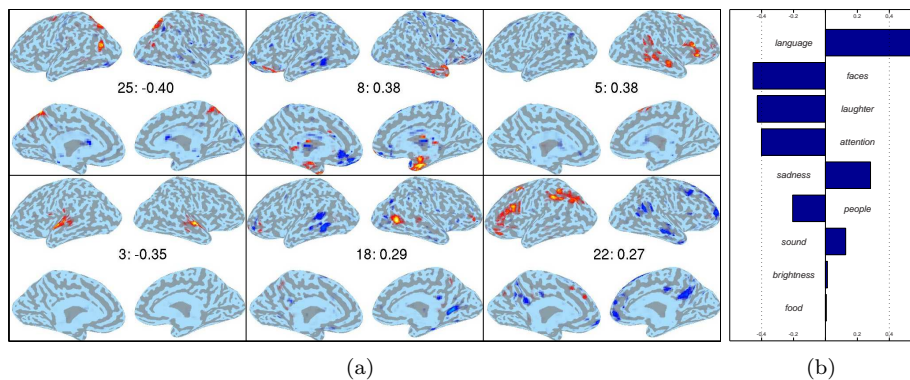 25: -0.40
8: 0.38
5: 0.38
3: -0.35
18: 0.29
22: 0.27
(a)
-0.4 -0.2 0 0.2 0.4
language
faces
laughter
attention
sadness
people
sound
brightness
food
-0.4 -0.2 0 0.2 0.4
(b)